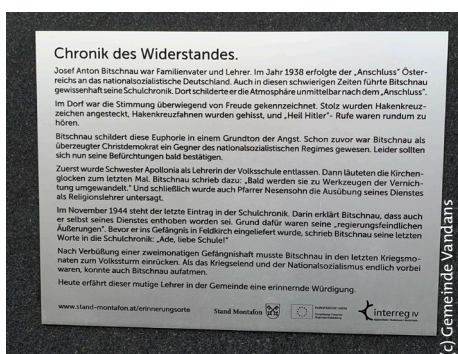 Chronik des Widerstandes.
Josef Anton Bitschnau war Familienvater und Lehrer. Im Jahr 1938 erfolgte der „Anschluss" Öster-
reichs an das nationalsozialistische Deutschland. Auch in diesen schwierigen Zeiten führte Bitschnau
gewissenhaft seine Schulchronik. Dort schilderte er die Atmosphäre unmittelbar nach dem „Anschluss".
Im Dorf war die Stimmung überwiegend von Freude gekennzeichnet. Stolz wurden Hakenkreuz-
zeichen angesteckt, Hakenkreuzfahnen wurden gehisst, und „Heil Hitler"- Rufe waren rundum zu
hören.
Bitschnau schildert diese Euphorie in einem Grundton der Angst. Schon zuvor war Bitschnau als
überzeugter Christdemokrat ein Gegner des nationalsozialistischen Regimes gewesen. Leider sollten
sich nun seine Befürchtungen bald bestätigen.
Zuerst wurde Schwester Apollonia als Lehrerin der Volksschule entlassen. Dann läuteten die Kirchen-
glocken zum letzten Mal. Bitschnau schrieb dazu: „Bald werden sie zu Werkzeugen der Vernich-
tung umgewandelt." Und schließlich wurde auch Pfarrer Nesensohn die Ausübung seines Dienstes
als Religionslehrer untersagt.
Im November 1944 steht der letzte Eintrag in der Schulchronik. Darin erklärt Bitschnau, dass auch
er selbst seines Dienstes enthoben worden sei. Grund dafür waren seine „regierungsfeindlichen
Äußerungen". Bevor er ins Gefängnis in Feldkirch eingeliefert wurde, schrieb Bitschnau seine letzten
Worte in die Schulchronik: "Ade, liebe Schule!"
Nach Verbüßung einer zweimonatigen Gefängnishaft musste Bitschnau in den letzten Kriegsmo-
naten zum Volkssturm einrücken. Als das Kriegselend und der Nationalsozialismus endlich vorbei
waren, konnte auch Bitschnau aufatmen.
Heute erfährt dieser mutige Lehrer in der Gemeinde eine erinnernde Würdigung.
www.stand-montafon.at/erinnerungsorte
Stand Montafon
interreg IV
(c) Gemeinde Vandans